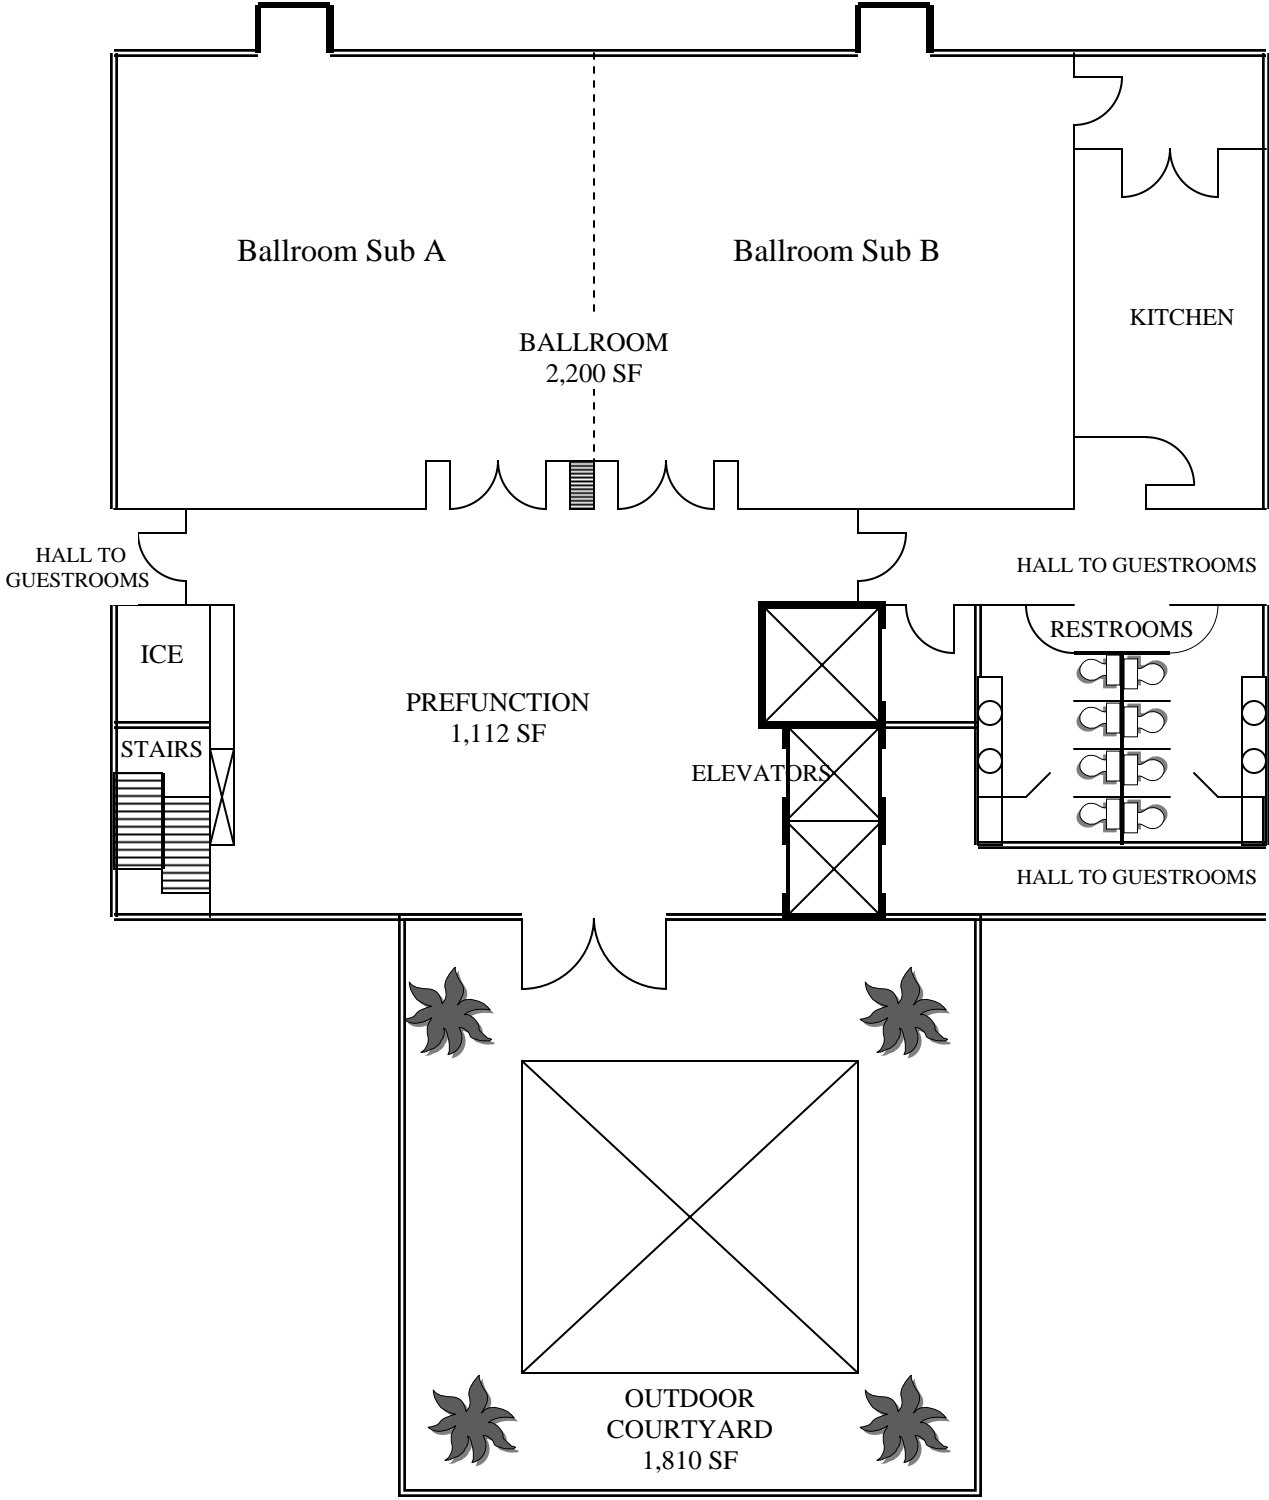 Ballroom Sub A
Ballroom Sub B
KITCHEN
BALLROOM
2,200 SF
HALL TO
GUESTROOMS
HALL TO GUESTROOMS
RESTROOMS
ICE
PREFUNCTION
1,112 SF
STAIRS
ELEVATORS
HALL TO GUESTROOMS
OUTDOOR
COURTYARD
1,810 SF